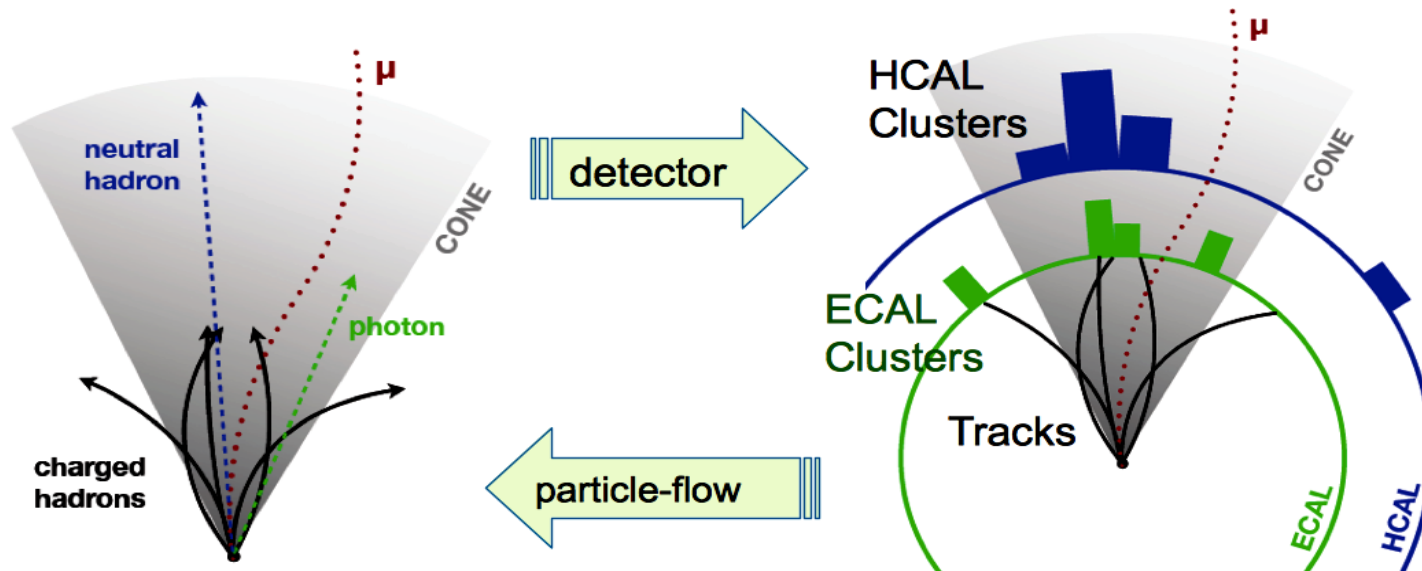 μ
neutral
hadron
CONE
photon
charged
hadrons
detector
particle-flow
μ
HCAL
Clusters
CONE
ECAL
Clusters
Tracks
ECAL
HCAL